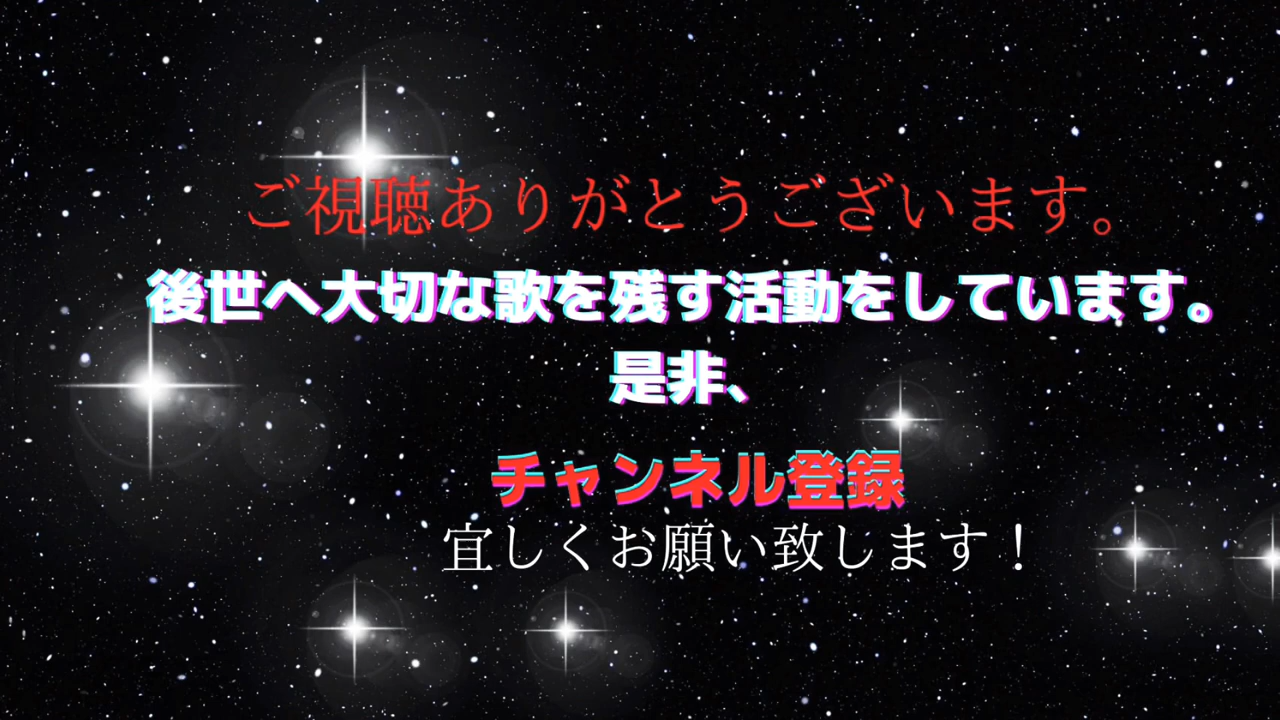 ご視聴ありがとうございます。
後世へ大切な歌を残す活動をしています。
是非、
チャンネル登録
宜しくお願い致します！